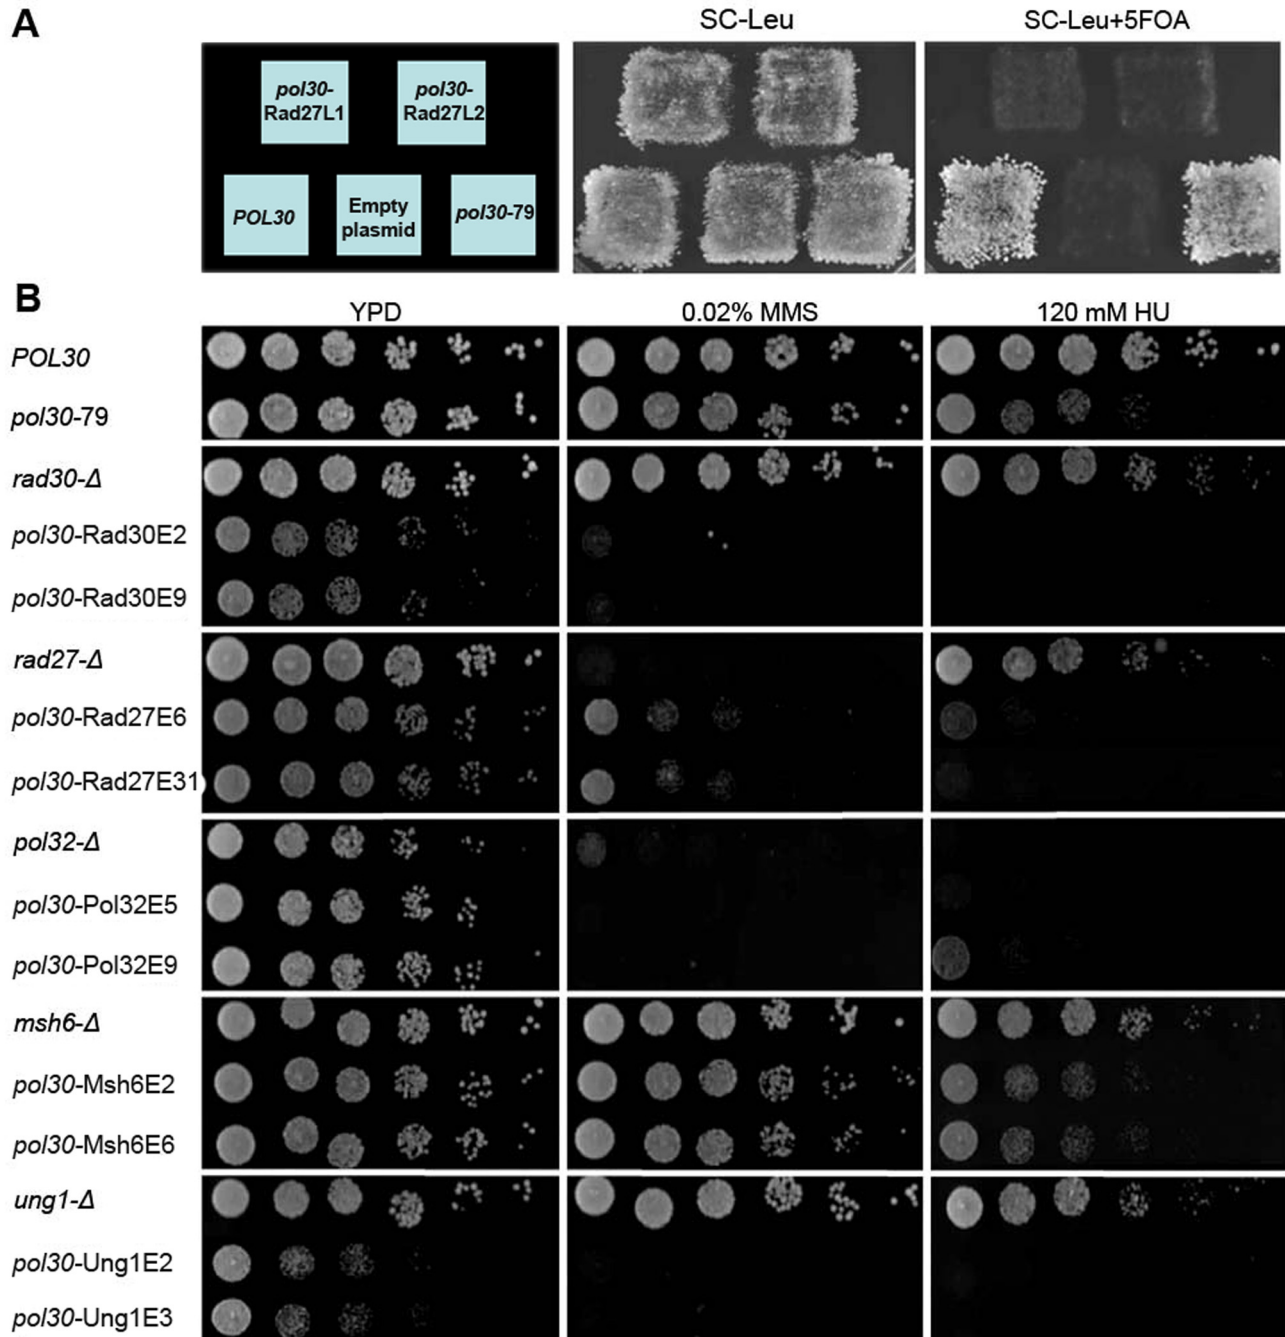 A
SC-Leu
SC-Leu+5FOA
pol30-
Rad27L1
pol30-
Rad27L2
POL30
Empty
plasmid
pol30-79
B
YPD
0.02% MMS
120 mM HU
POL30
pol30-79
rad30-Δ
pol30-Rad30E2
pol30-Rad30E9
rad27-Δ
pol30-Rad27E6
pol30-Rad27E31
pol32-Δ
pol30-Pol32E5
pol30-Pol32E9
msh6-Δ
pol30-Msh6E2
pol30-Msh6E6
ung1-Δ
pol30-Ung1E2
pol30-Ung1E3